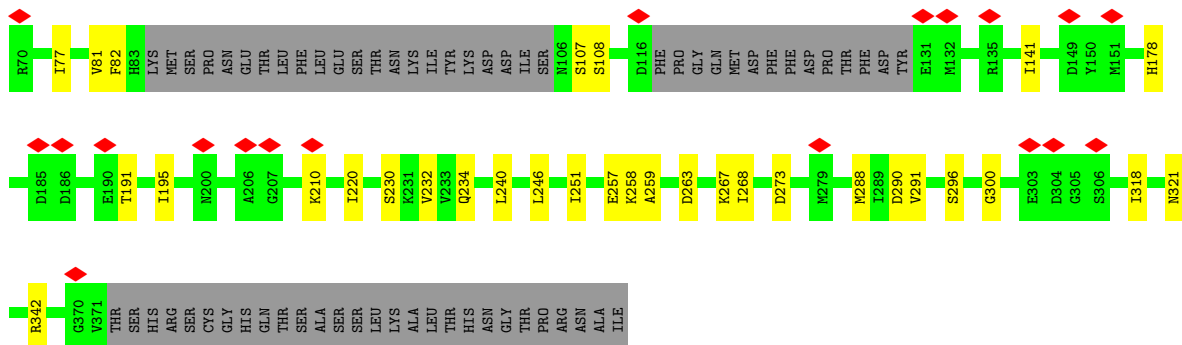 R70 I77 V81 F82 H83 LYS MET SER PRO ASN GLU THR LEU PHE LEU GLU SER THR ASN LYS ILE TYR LYS ASP ASP ILE SER N106 S107 S108 D116 PHE PRO GLY GLN MET ASP PHE PHE ASP PRO THR PHE ASP TYR E131 M132 R135 I141 D149 Y150 M151 H178
D185 D186 E190 T191 I195 N200 A206 G207 K210 I220 S230 K231 V232 V233 Q234 L240 L246 I251 E257 K258 A259 D263 K267 I268 D273 M279 M288 I289 D290 V291 S296 G300 E303 D304 G305 S306 I318 N321
R342 G370 V371 THR SER HIS ARG SER CYS GLY HIS GLN THR SER ALA SER SER LEU LYS ALA LEU THR HIS ASN GLY THR PRO ARG ASN ALA ILE